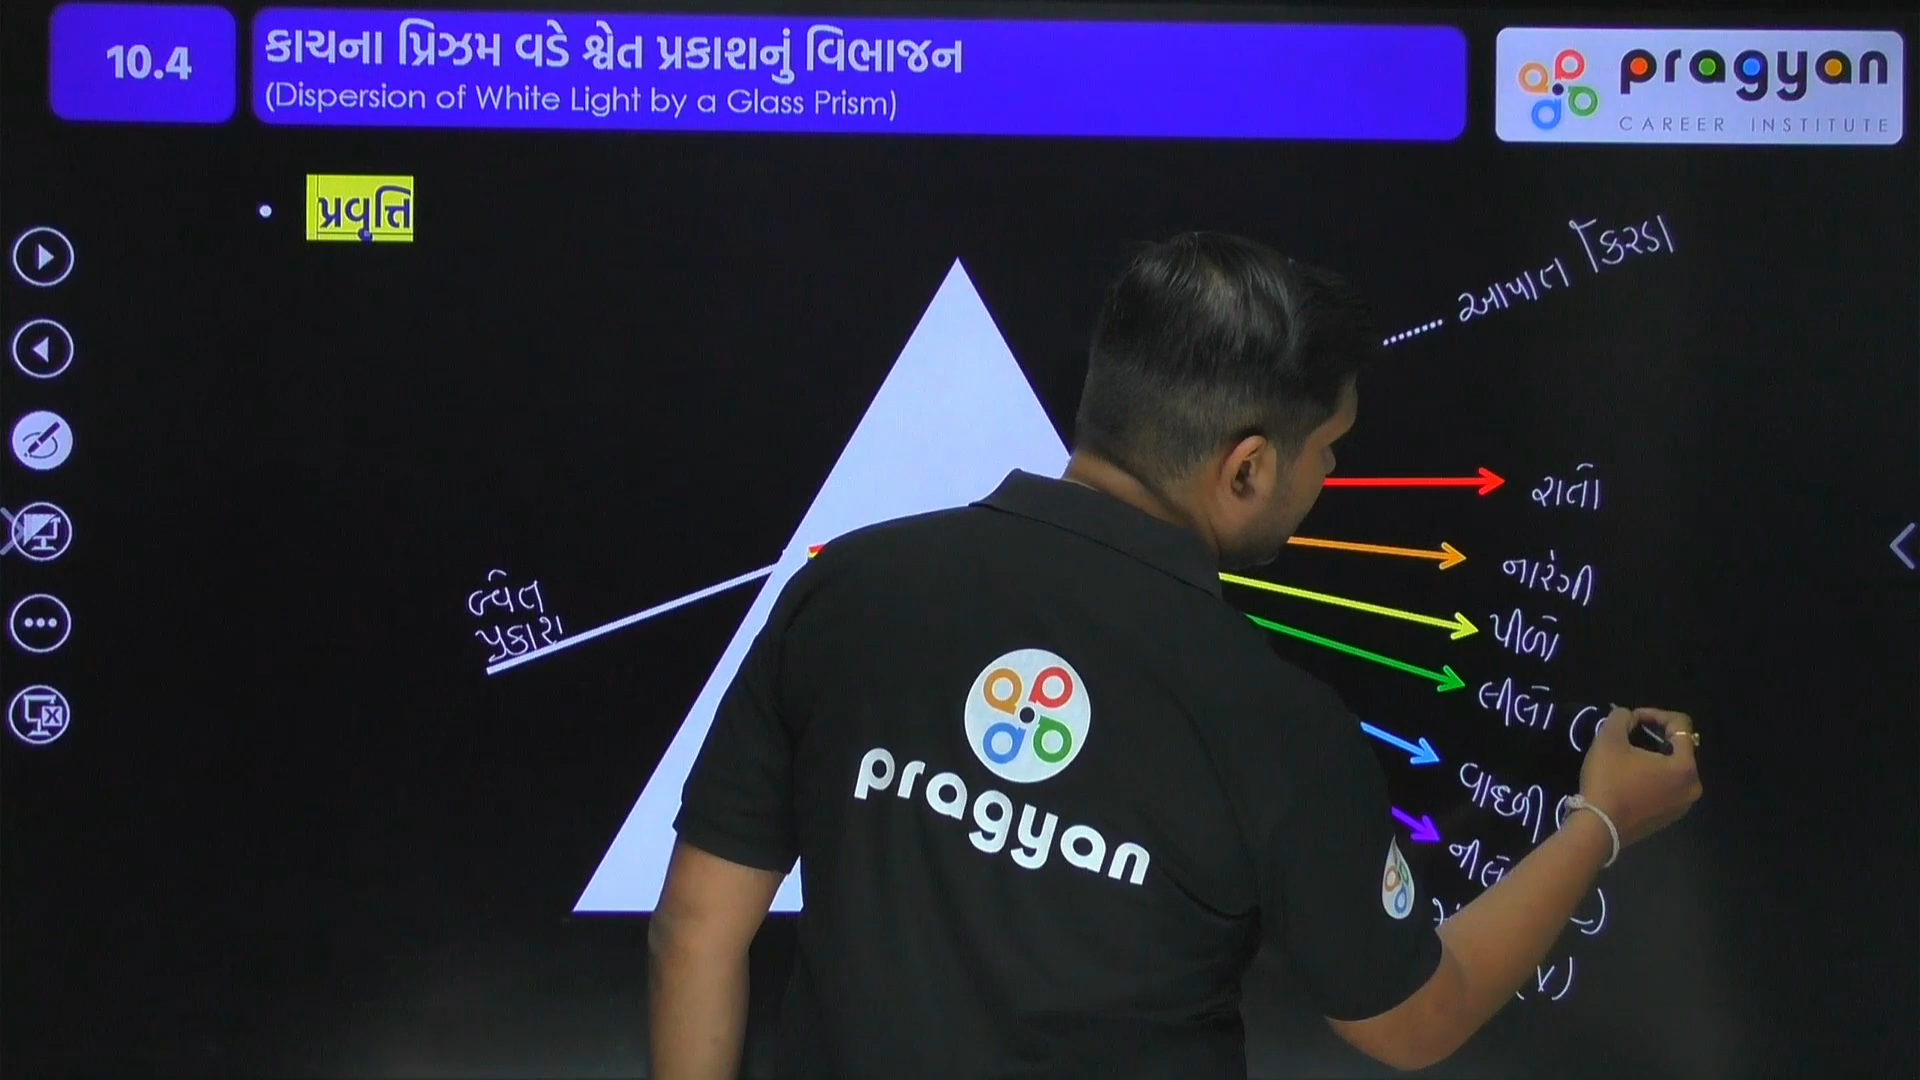 10.4
કાચના પ્રિઝમ વડે શ્વેત પ્રકાશનું વિભાજન
(Dispersion of White Light by a Glass Prism)
pragyan
CAREER INSTITUTE
• પ્રવૃત્તિ
આપાત કિરણ
રાતો
નારંગી
શ્વેત
પ્રકાશ
પીળો
લીલો (
વાદળી (
pragyan
(V)